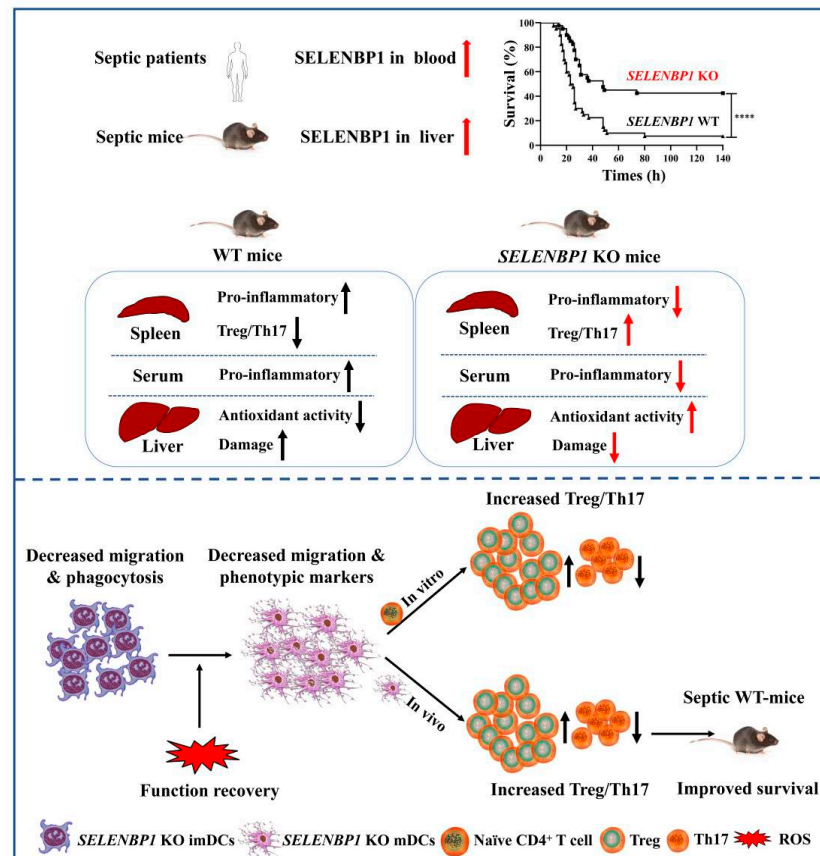 Septic patients
SELENBP1 in blood
Septic mice
SELENBP1 in liver
Survival (%)
100
80
60
40
20
0
SELENBP1 KO
SELENBP1 WT
****
0 20 40 60 80 100 120 140
Times (h)
WT mice
SELENBP1 KO mice
Spleen
Pro-inflammatory
Treg/Th17
Serum
Pro-inflammatory
Liver
Antioxidant activity
Damage
Spleen
Pro-inflammatory
Treg/Th17
Serum
Pro-inflammatory
Liver
Antioxidant activity
Damage
Increased Treg/Th17
Decreased migration
& phagocytosis
Decreased migration &
phenotypic markers
In vitro
In vivo
Function recovery
Increased Treg/Th17
Septic WT-mice
Improved survival
SELENBP1 KO imDCs
SELENBP1 KO mDCs
Naïve CD4⁺ T cell
Treg
Th17
ROS